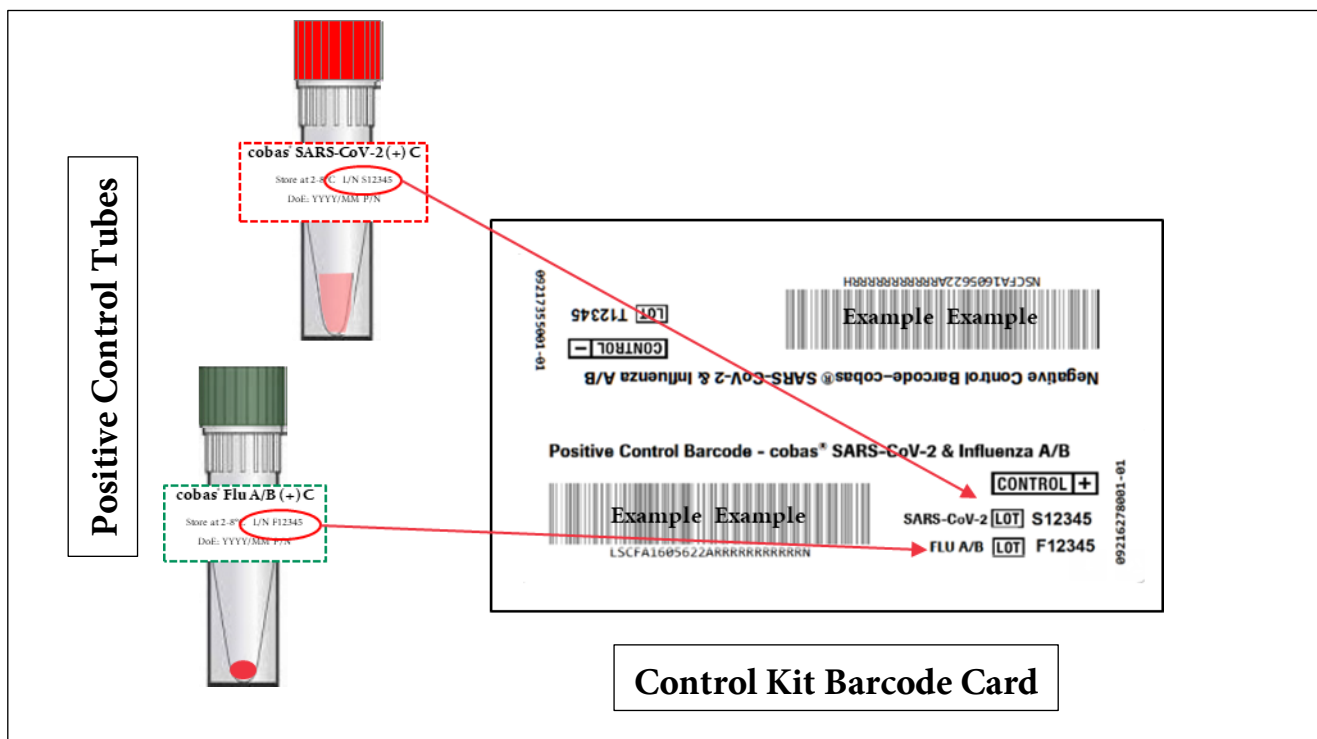 Positive Control Tubes
cobas® SARS-CoV-2 (+) C
Store at 2-8°C L/N S12345
DoE: YYYY/MM P/N
cobas® Flu A/B (+) C
Store at 2-8°C L/N F12345
DoE: YYYY/MM P/N
Negative Control Barcode-cobas® SARS-CoV-2 & Influenza A/B
CONTROL -
LOT T12345
09217355001-01
Example Example
NSCFA1605622ARRRRRRRRRRRRH
Positive Control Barcode - cobas® SARS-CoV-2 & Influenza A/B
CONTROL +
Example Example
LSCFA1605622ARRRRRRRRRRRRN
SARS-CoV-2 LOT S12345
FLU A/B LOT F12345
09216278001-01
Control Kit Barcode Card